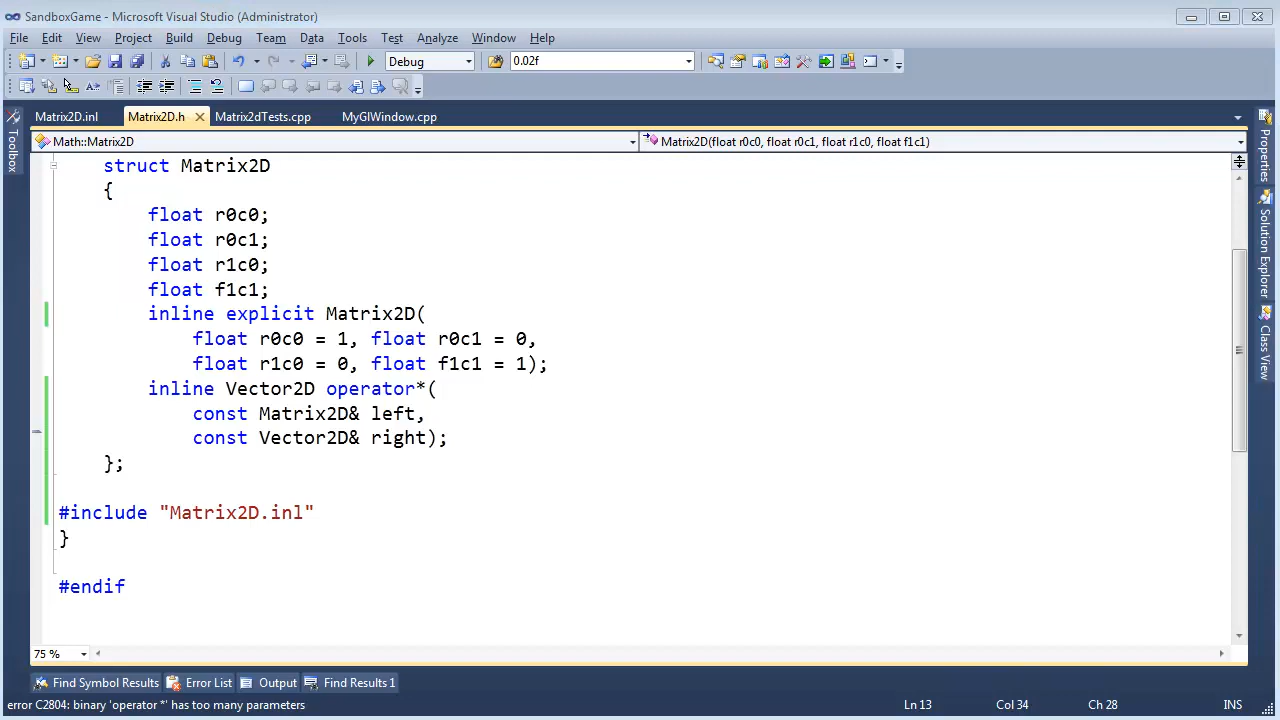 SandboxGame - Microsoft Visual Studio (Administrator)
File Edit View Project Build Debug Team Data Tools Test Analyze Window Help
Debug 0.02f
Matrix2D.inl Matrix2D.h Matrix2dTests.cpp MyGlWindow.cpp
Math::Matrix2D Matrix2D(float r0c0, float r0c1, float r1c0, float f1c1)
Toolbox
Properties
Solution Explorer
Class View
struct Matrix2D
{
float r0c0;
float r0c1;
float r1c0;
float f1c1;
inline explicit Matrix2D(
float r0c0 = 1, float r0c1 = 0,
float r1c0 = 0, float f1c1 = 1);
inline Vector2D operator*(
const Matrix2D& left,
const Vector2D& right);
};
#include "Matrix2D.inl"
}
#endif
75 %
Find Symbol Results Error List Output Find Results 1
error C2804: binary 'operator *' has too many parameters Ln 13 Col 34 Ch 28 INS